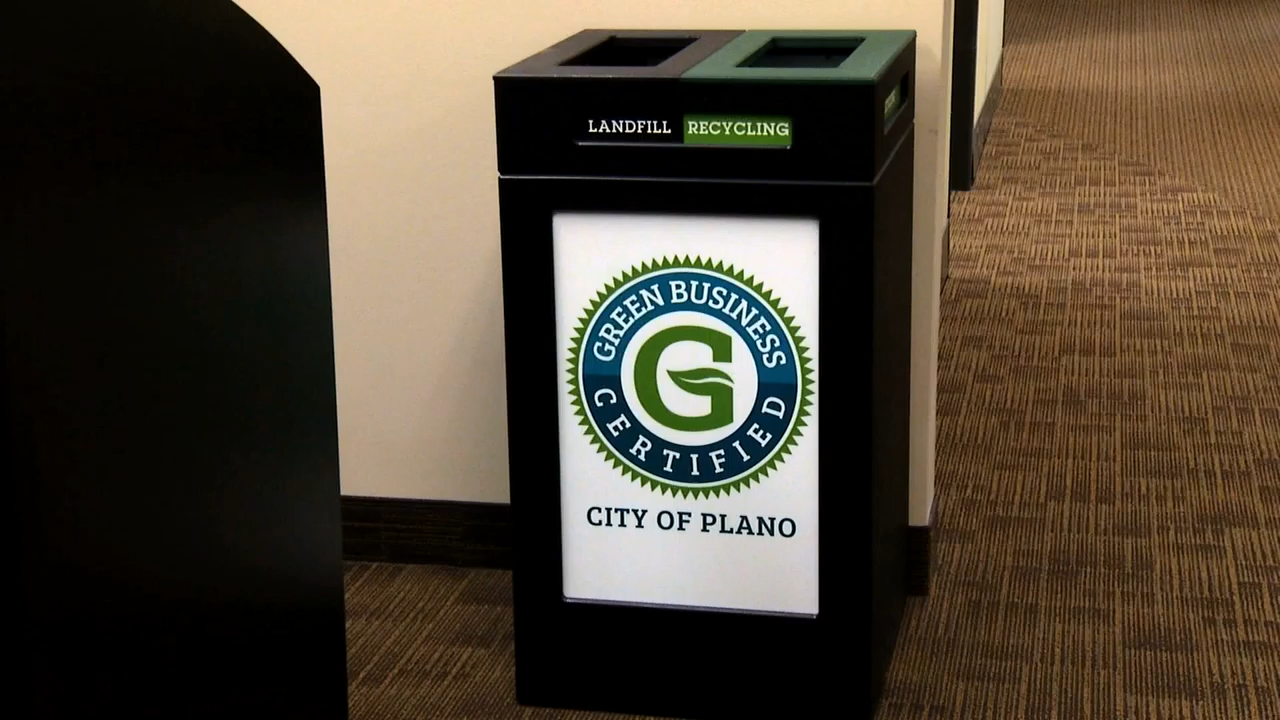 LANDFILL RECYCLING
GREEN BUSINESS
G
CERTIFIED
CITY OF PLANO